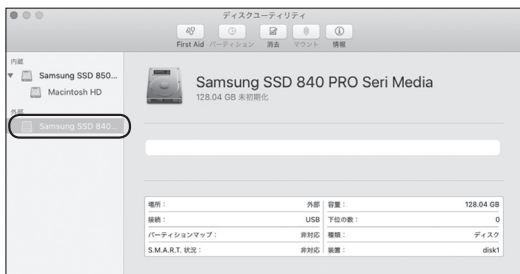 ディスクユーティリティ
First Aid パーティション 消去 マウント 情報
内蔵
Samsung SSD 850...
Macintosh HD
外部
Samsung SSD 840...
Samsung SSD 840 PRO Seri Media
128.04 GB 未初期化
場所: 外部 容量: 128.04 GB
接続: USB 下位の数: 0
パーティションマップ: 非対応 種類: ディスク
S.M.A.R.T. 状況: 非対応 装置: disk1